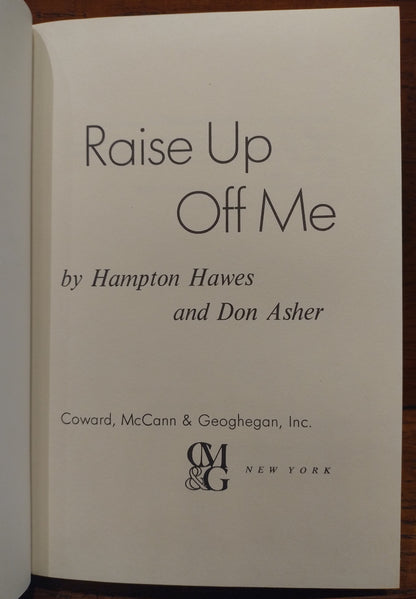 Raise Up
Off Me
by Hampton Hawes
and Don Asher
Coward, McCann & Geoghegan, Inc.
CM
&G
NEW YORK